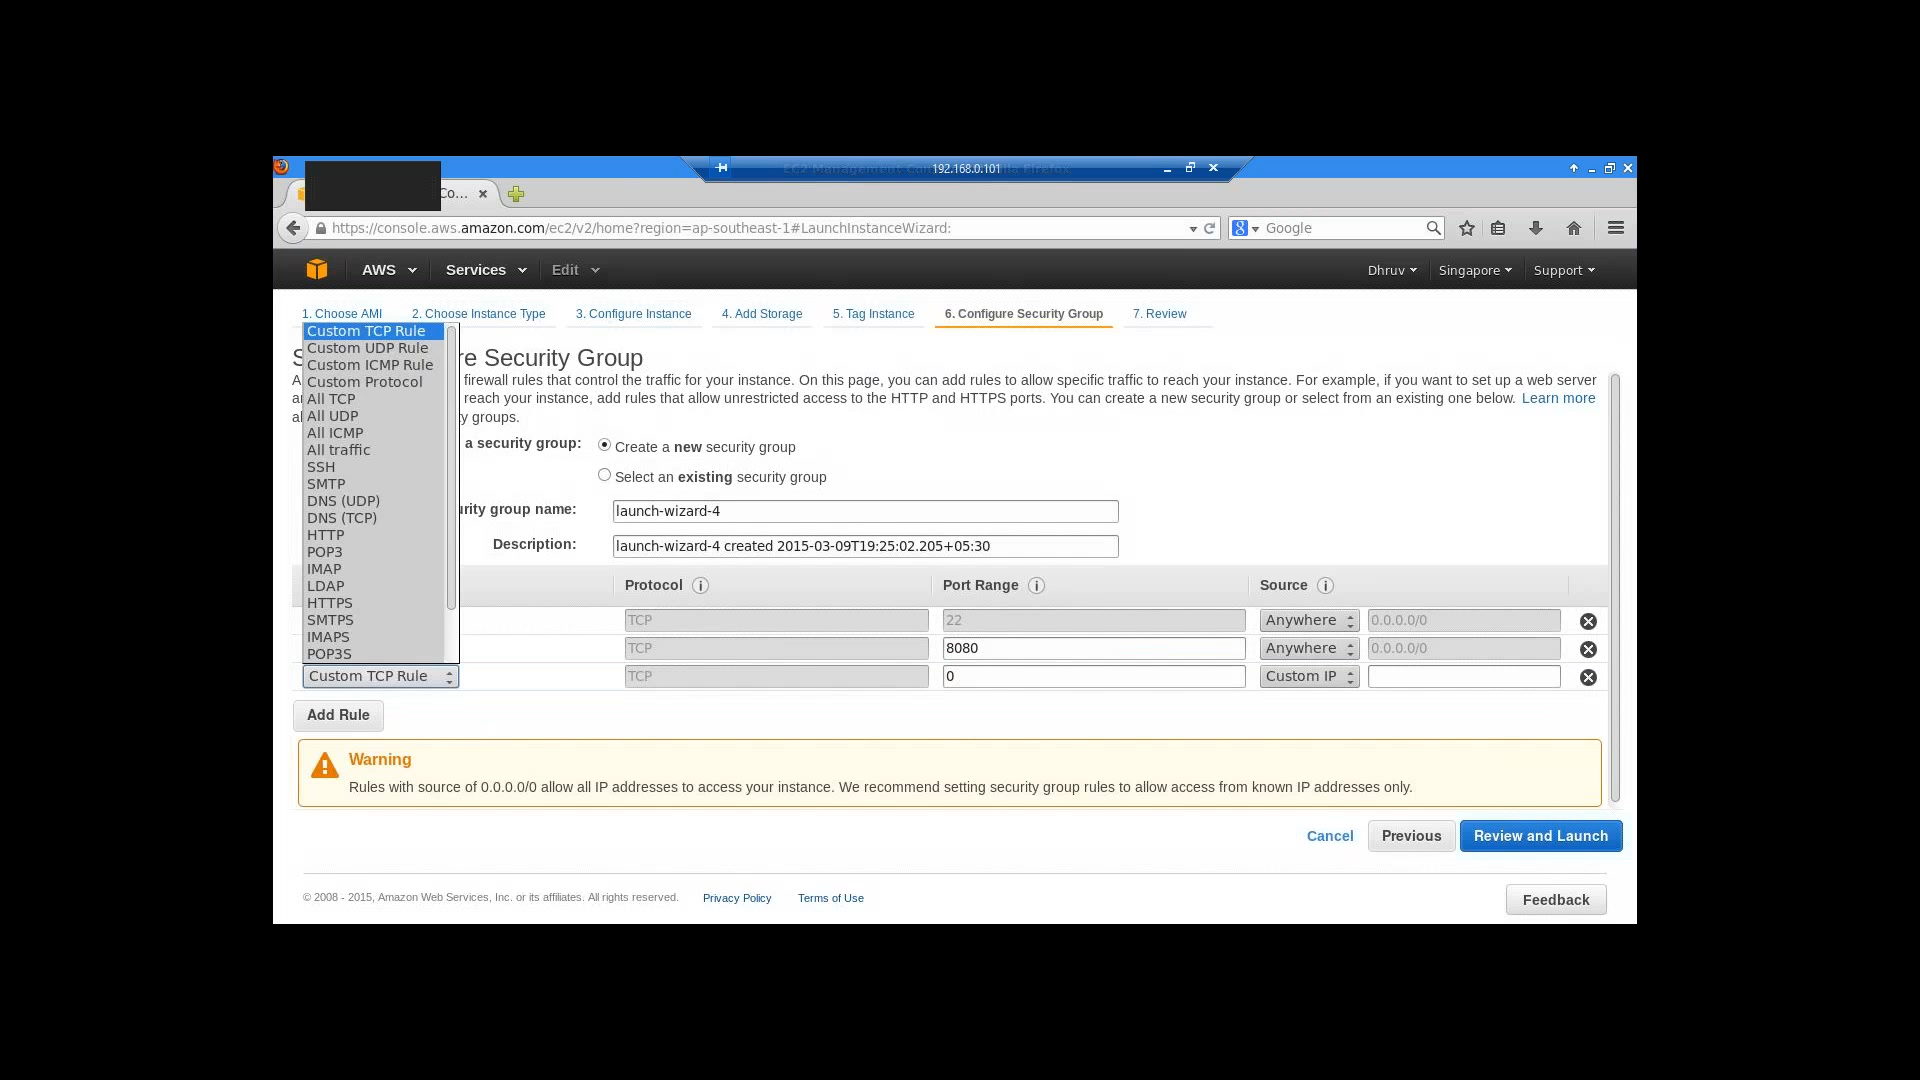 192.168.0.101
Co...
https://console.aws.amazon.com/ec2/v2/home?region=ap-southeast-1#LaunchInstanceWizard:
Google
AWS Services Edit Dhruv Singapore Support
1. Choose AMI 2. Choose Instance Type 3. Configure Instance 4. Add Storage 5. Tag Instance 6. Configure Security Group 7. Review
Custom TCP Rule
Custom UDP Rule
Custom ICMP Rule
Custom Protocol
All TCP
All UDP
All ICMP
All traffic
SSH
SMTP
DNS (UDP)
DNS (TCP)
HTTP
POP3
IMAP
LDAP
HTTPS
SMTPS
IMAPS
POP3S
re Security Group
firewall rules that control the traffic for your instance. On this page, you can add rules to allow specific traffic to reach your instance. For example, if you want to set up a web server
reach your instance, add rules that allow unrestricted access to the HTTP and HTTPS ports. You can create a new security group or select from an existing one below. Learn more
y groups.
a security group: Create a new security group
Select an existing security group
urity group name: launch-wizard-4
Description: launch-wizard-4 created 2015-03-09T19:25:02.205+05:30
Protocol Port Range Source
TCP 22 Anywhere 0.0.0.0/0
TCP 8080 Anywhere 0.0.0.0/0
Custom TCP Rule TCP 0 Custom IP
Add Rule
Warning
Rules with source of 0.0.0.0/0 allow all IP addresses to access your instance. We recommend setting security group rules to allow access from known IP addresses only.
Cancel Previous Review and Launch
© 2008 - 2015, Amazon Web Services, Inc. or its affiliates. All rights reserved. Privacy Policy Terms of Use Feedback